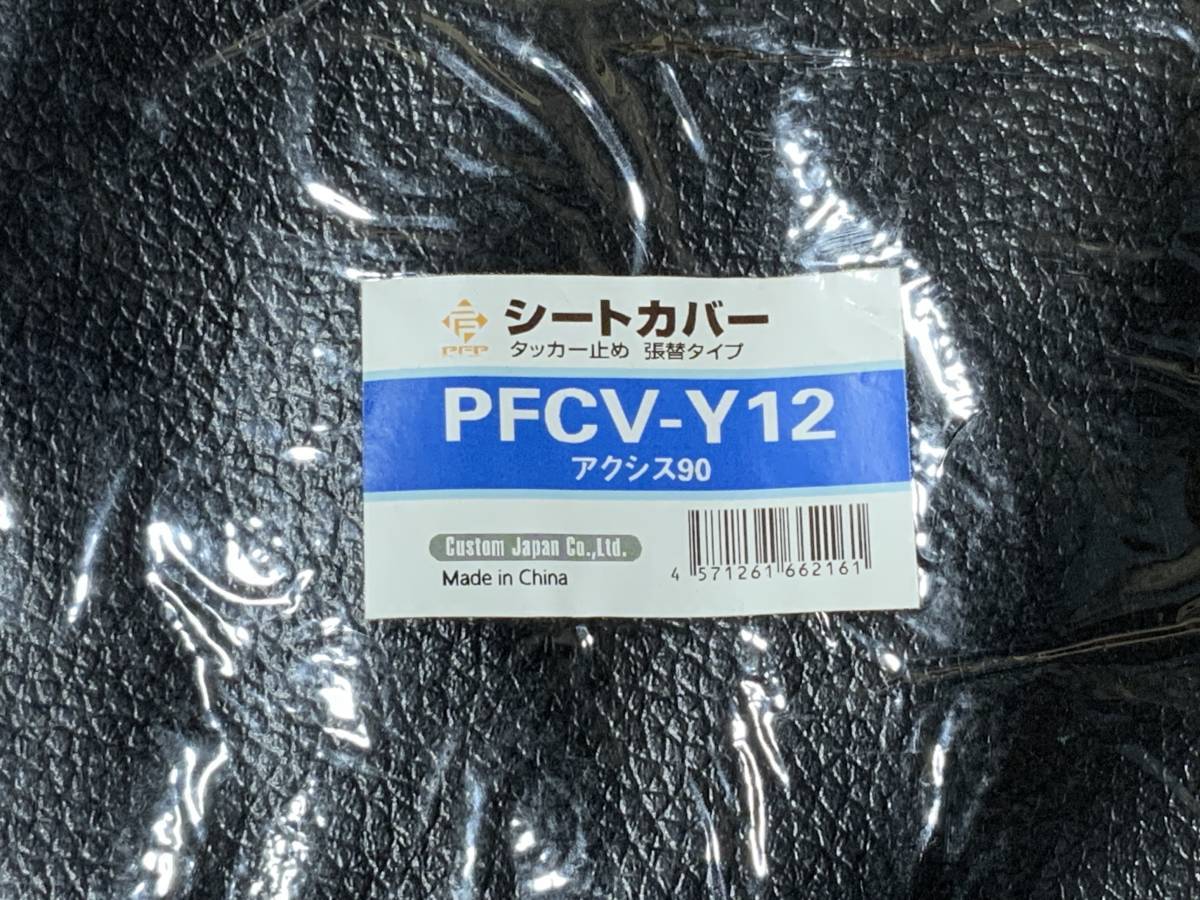 シートカバー
PFP
タッカー止め 張替タイプ
PFCV-Y12
アクシス90
Custom Japan Co.,Ltd.
Made in China
4 571261 662161